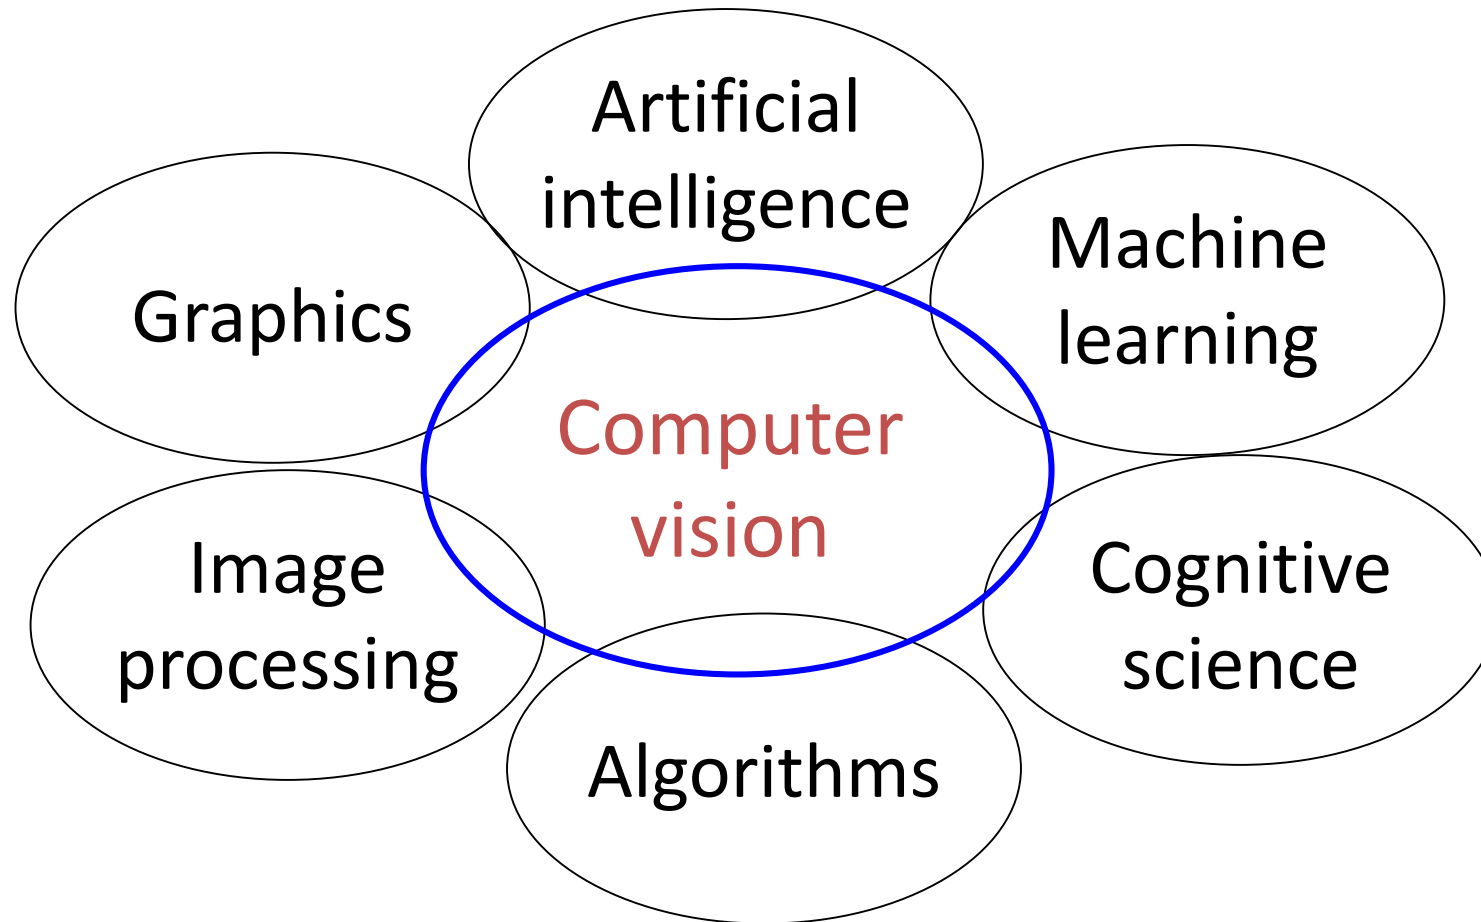 Artificial
intelligence
Machine
learning
Graphics
Computer
vision
Image
processing
Cognitive
science
Algorithms